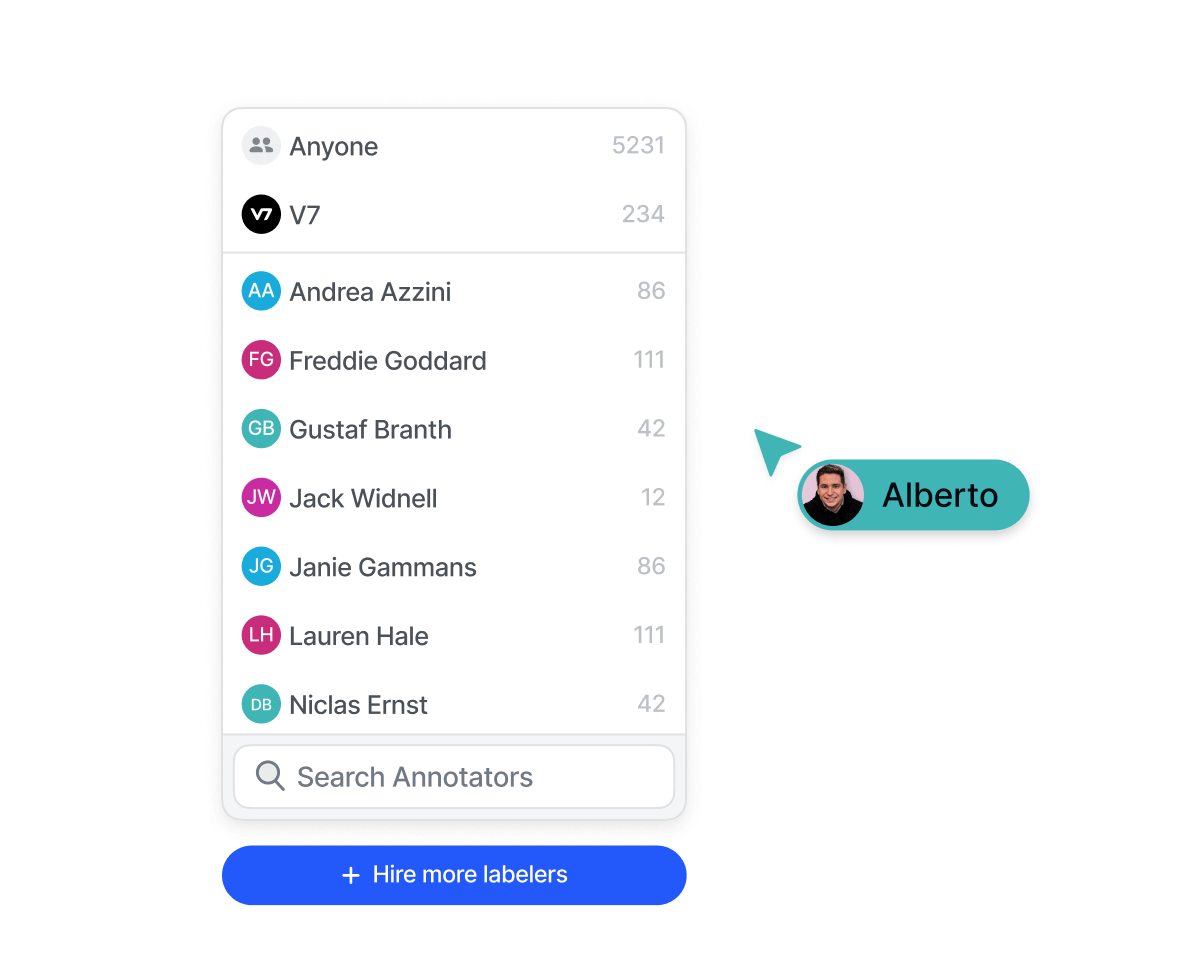 Anyone 5231
V7 V7 234
AA Andrea Azzini 86
FG Freddie Goddard 111
GB Gustaf Branth 42
JW Jack Widnell 12
JG Janie Gammans 86
LH Lauren Hale 111
DB Niclas Ernst 42
Search Annotators
+ Hire more labelers
Alberto